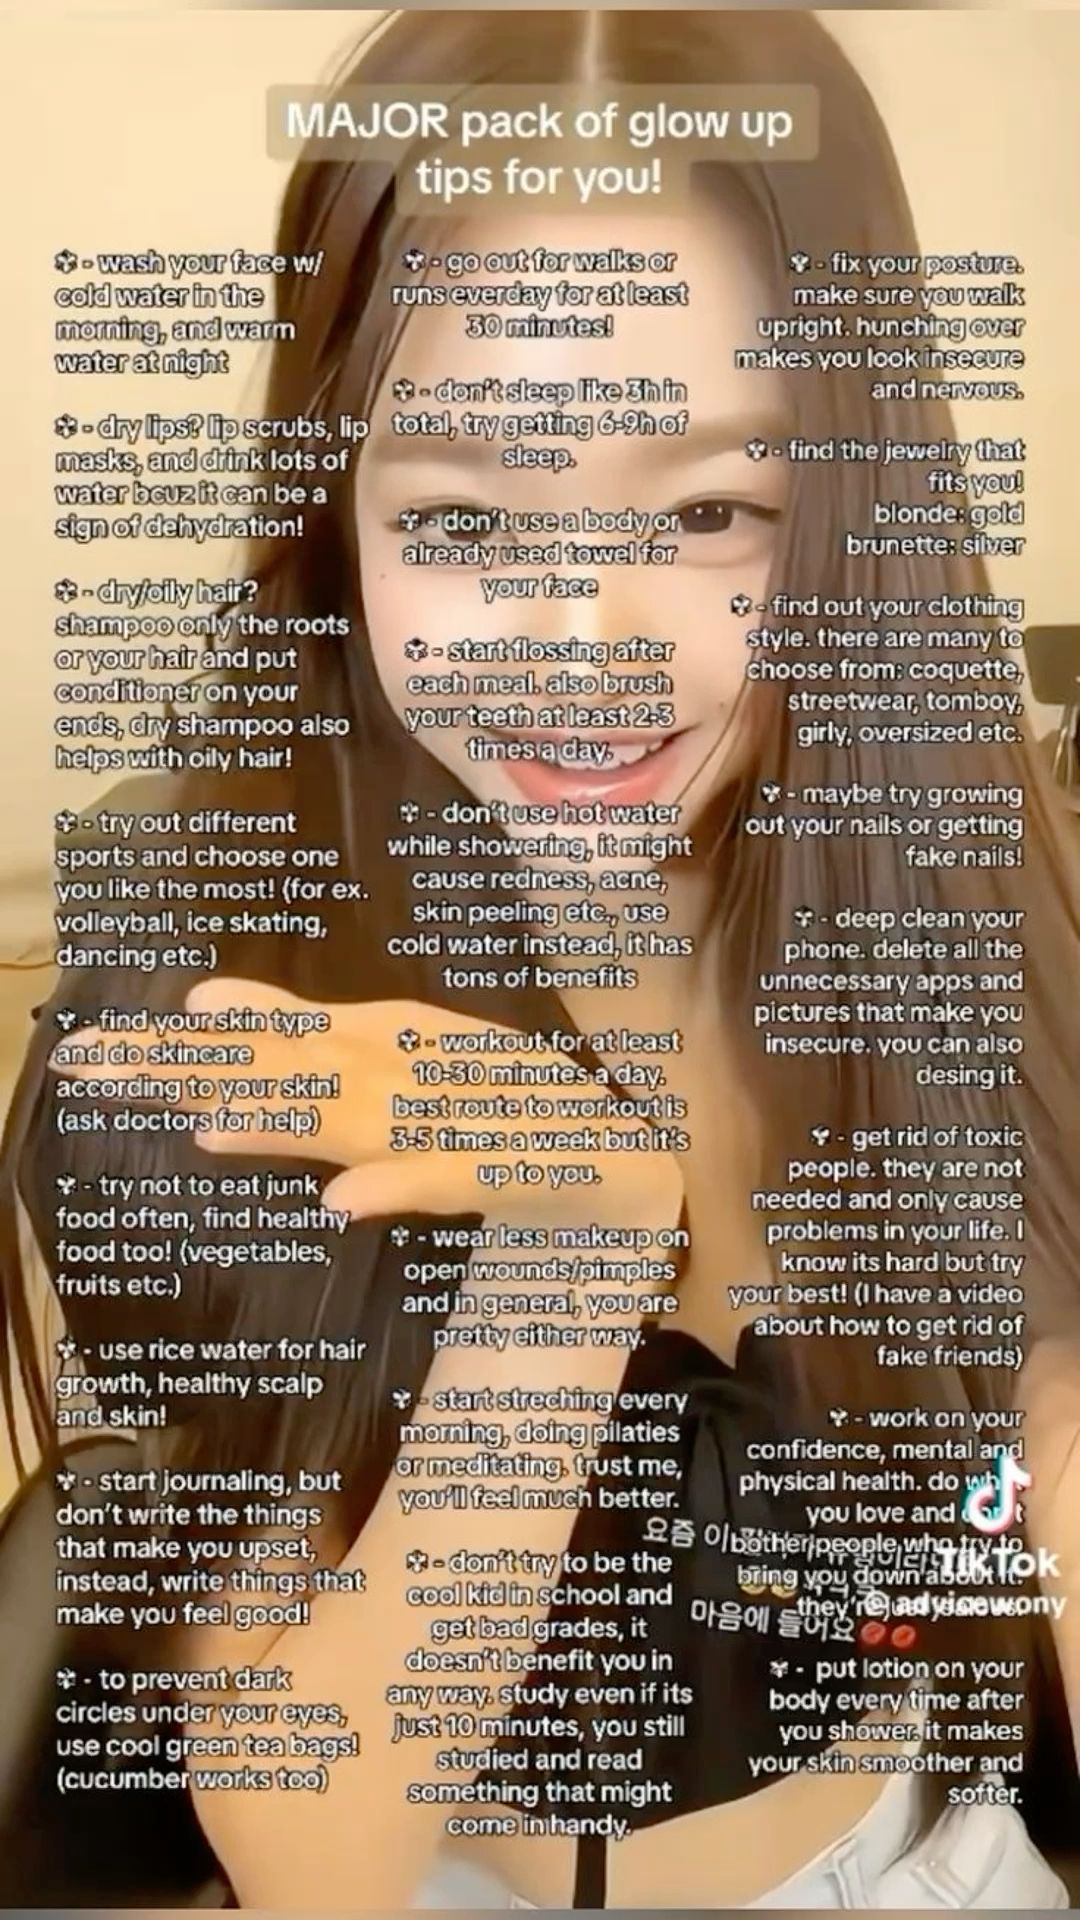 MAJOR pack of glow up
tips for you!
✽ - wash your face w/
cold water in the
morning, and warm
water at night
✽ - dry lips? lip scrubs, lip
masks, and drink lots of
water bcuz it can be a
sign of dehydration!
✽ - dry/oily hair?
shampoo only the roots
or your hair and put
conditioner on your
ends, dry shampoo also
helps with oily hair!
✽ - try out different
sports and choose one
you like the most! (for ex.
volleyball, ice skating,
dancing etc.)
✽ - find your skin type
and do skincare
according to your skin!
(ask doctors for help)
✽ - try not to eat junk
food often, find healthy
food too! (vegetables,
fruits etc.)
✽ - use rice water for hair
growth, healthy scalp
and skin!
✽ - start journaling, but
don't write the things
that make you upset,
instead, write things that
make you feel good!
✽ - to prevent dark
circles under your eyes,
use cool green tea bags!
(cucumber works too)
✽ - go out for walks or
runs everday for at least
30 minutes!
✽ - don't sleep like 3h in
total, try getting 6-9h of
sleep.
✽ - don't use a body or
already used towel for
your face
✽ - start flossing after
each meal. also brush
your teeth at least 2-3
times a day.
✽ - don't use hot water
while showering, it might
cause redness, acne,
skin peeling etc., use
cold water instead, it has
tons of benefits
✽ - workout for at least
10-30 minutes a day.
best route to workout is
3-5 times a week but it's
up to you.
✽ - wear less makeup on
open wounds/pimples
and in general, you are
pretty either way.
✽ - start streching every
morning, doing pilaties
or meditating. trust me,
you'll feel much better.
✽ - don't try to be the
cool kid in school and
get bad grades, it
doesn't benefit you in
any way. study even if its
just 10 minutes, you still
studied and read
something that might
come in handy.
✽ - fix your posture.
make sure you walk
upright. hunching over
makes you look insecure
and nervous.
✽ - find the jewelry that
fits you!
blonde: gold
brunette: silver
✽ - find out your clothing
style. there are many to
choose from: coquette,
streetwear, tomboy,
girly, oversized etc.
✽ - maybe try growing
out your nails or getting
fake nails!
✽ - deep clean your
phone. delete all the
unnecessary apps and
pictures that make you
insecure. you can also
desing it.
✽ - get rid of toxic
people. they are not
needed and only cause
problems in your life. I
know its hard but try
your best! (I have a video
about how to get rid of
fake friends)
✽ - work on your
confidence, mental and
physical health. do
you love and
bother people who try to
bring you down about it.
they're
✽ - put lotion on your
body every time after
you shower. it makes
your skin smoother and
softer.
요즘 이
마음에 들어요
TikTok
@advicewony